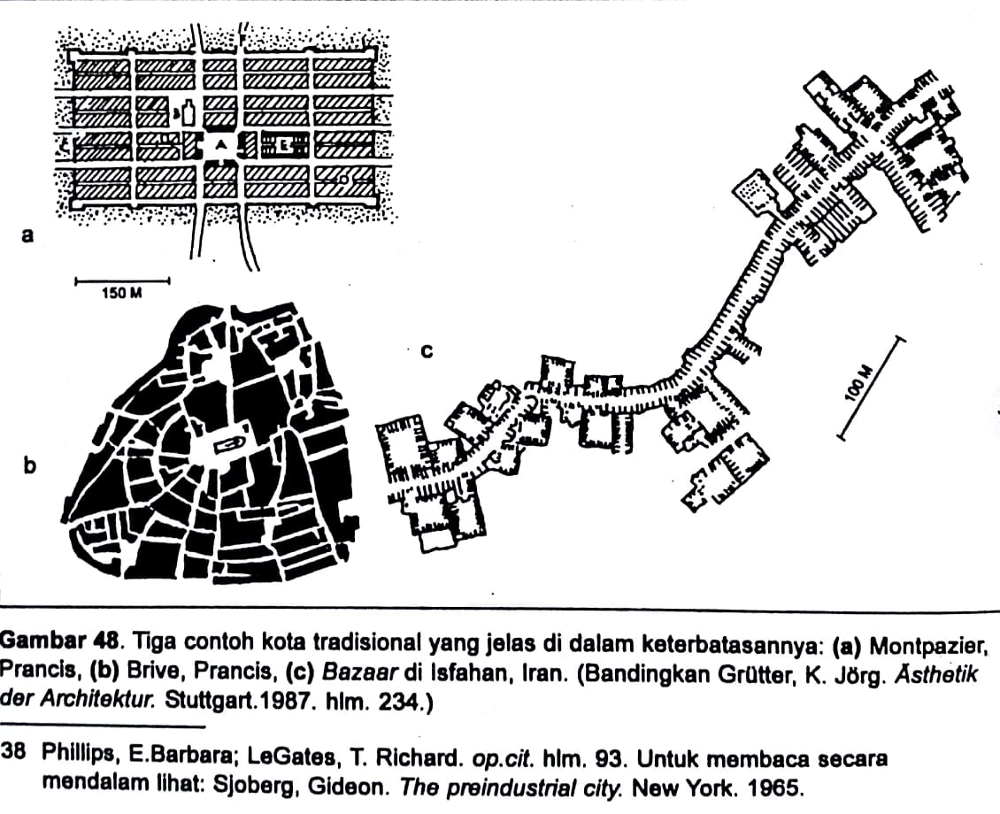 B
A
E
a
150 M
c
100 M
b
Gambar 48. Tiga contoh kota tradisional yang jelas di dalam keterbatasannya: (a) Montpazier,
Prancis, (b) Brive, Prancis, (c) Bazaar di Isfahan, Iran. (Bandingkan Grütter, K. Jörg. Ästhetik
der Architektur. Stuttgart.1987. hlm. 234.)
38 Phillips, E.Barbara; LeGates, T. Richard. op.cit. hlm. 93. Untuk membaca secara
mendalam lihat: Sjoberg, Gideon. The preindustrial city. New York. 1965.